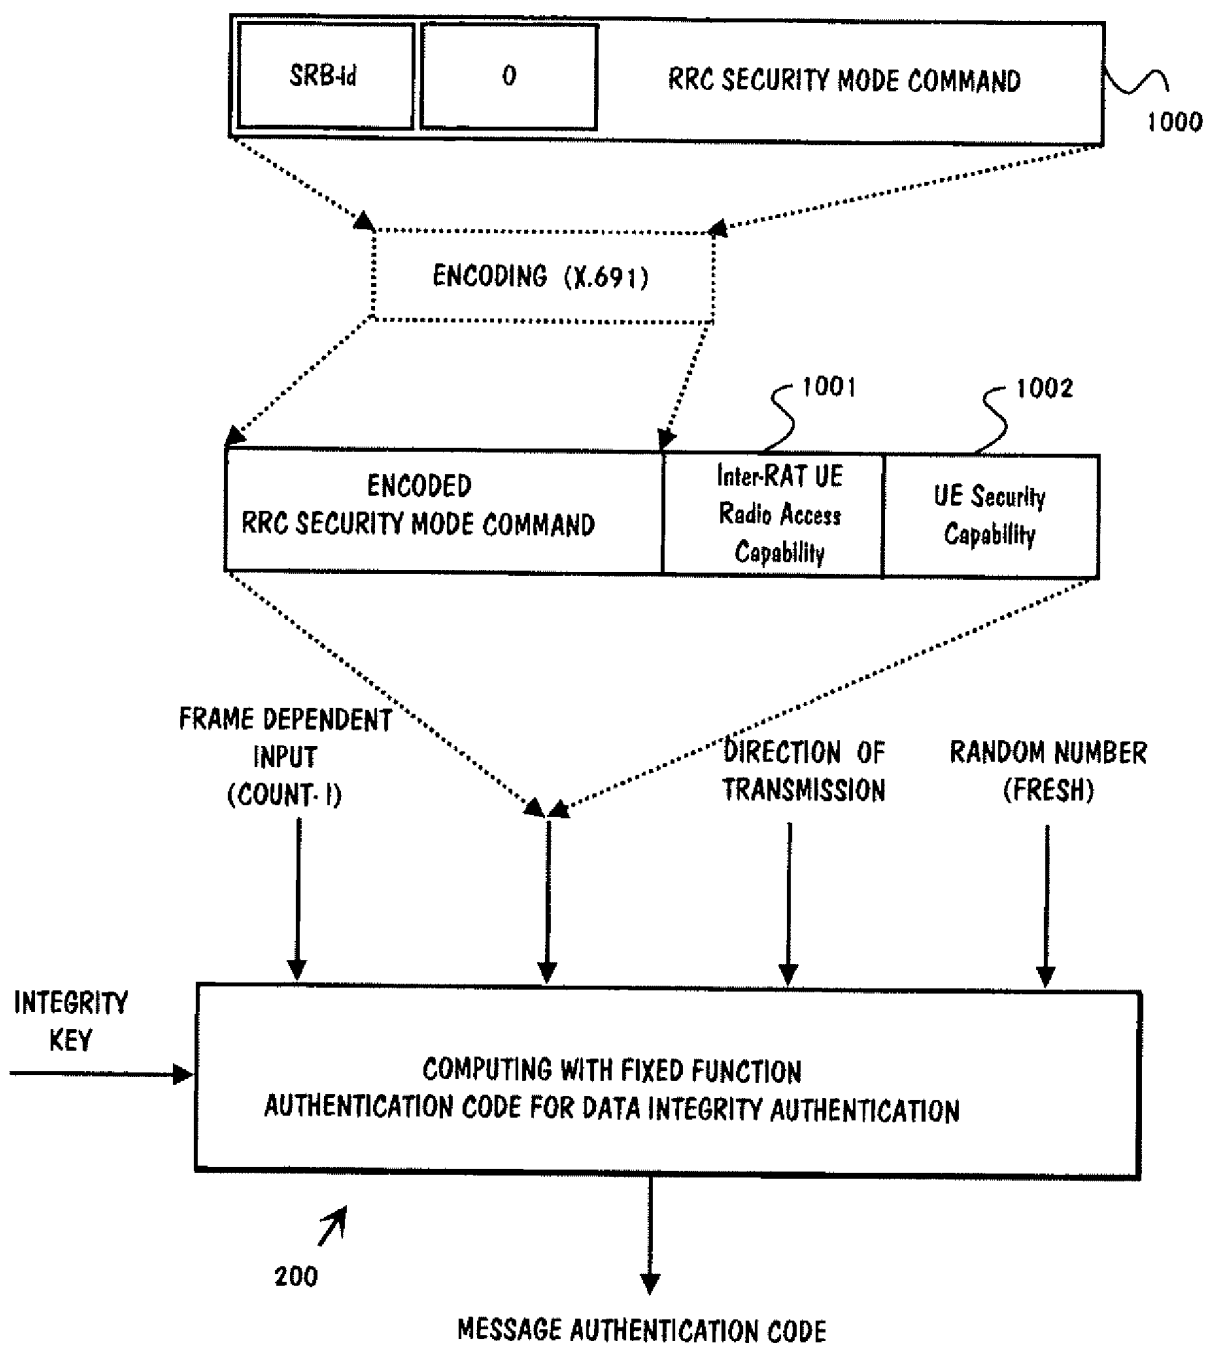 SRB-id
0
RRC SECURITY MODE COMMAND
1000
ENCODING (X.691)
1001
1002
ENCODED
RRC SECURITY MODE COMMAND
Inter-RAT UE
Radio Access
Capability
UE Security
Capability
FRAME DEPENDENT
INPUT
(COUNT-I)
DIRECTION OF
TRANSMISSION
RANDOM NUMBER
(FRESH)
INTEGRITY
KEY
COMPUTING WITH FIXED FUNCTION
AUTHENTICATION CODE FOR DATA INTEGRITY AUTHENTICATION
200
MESSAGE AUTHENTICATION CODE